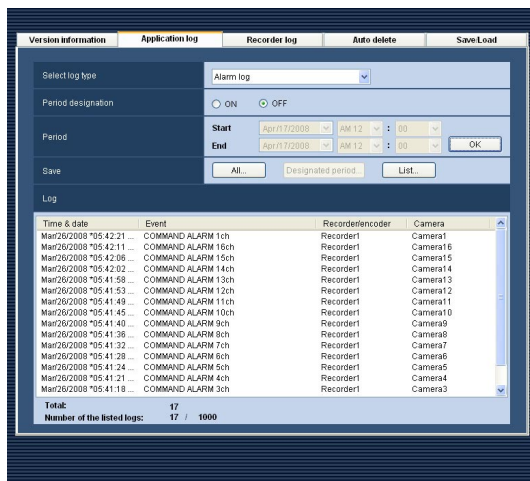 Version information Application log Recorder log Auto delete Save/Load
Select log type Alarm log
Period designation ON OFF
Period Start Apr/17/2008 AM 12 : 00
End Apr/17/2008 AM 12 : 00 OK
Save All... Designated period... List...
Log
Time & date Event Recorder/encoder Camera
Mar/26/2008 *05:42:21 ... COMMAND ALARM 1ch Recorder1 Camera1
Mar/26/2008 *05:42:11 ... COMMAND ALARM 16ch Recorder1 Camera16
Mar/26/2008 *05:42:06 ... COMMAND ALARM 15ch Recorder1 Camera15
Mar/26/2008 *05:42:02 ... COMMAND ALARM 14ch Recorder1 Camera14
Mar/26/2008 *05:41:58 ... COMMAND ALARM 13ch Recorder1 Camera13
Mar/26/2008 *05:41:53 ... COMMAND ALARM 12ch Recorder1 Camera12
Mar/26/2008 *05:41:49 ... COMMAND ALARM 11ch Recorder1 Camera11
Mar/26/2008 *05:41:45 ... COMMAND ALARM 10ch Recorder1 Camera10
Mar/26/2008 *05:41:40 ... COMMAND ALARM 9ch Recorder1 Camera9
Mar/26/2008 *05:41:36 ... COMMAND ALARM 8ch Recorder1 Camera8
Mar/26/2008 *05:41:32 ... COMMAND ALARM 7ch Recorder1 Camera7
Mar/26/2008 *05:41:28 ... COMMAND ALARM 6ch Recorder1 Camera6
Mar/26/2008 *05:41:24 ... COMMAND ALARM 5ch Recorder1 Camera5
Mar/26/2008 *05:41:21 ... COMMAND ALARM 4ch Recorder1 Camera4
Mar/26/2008 *05:41:18 ... COMMAND ALARM 3ch Recorder1 Camera3
Total: 17
Number of the listed logs: 17 / 1000